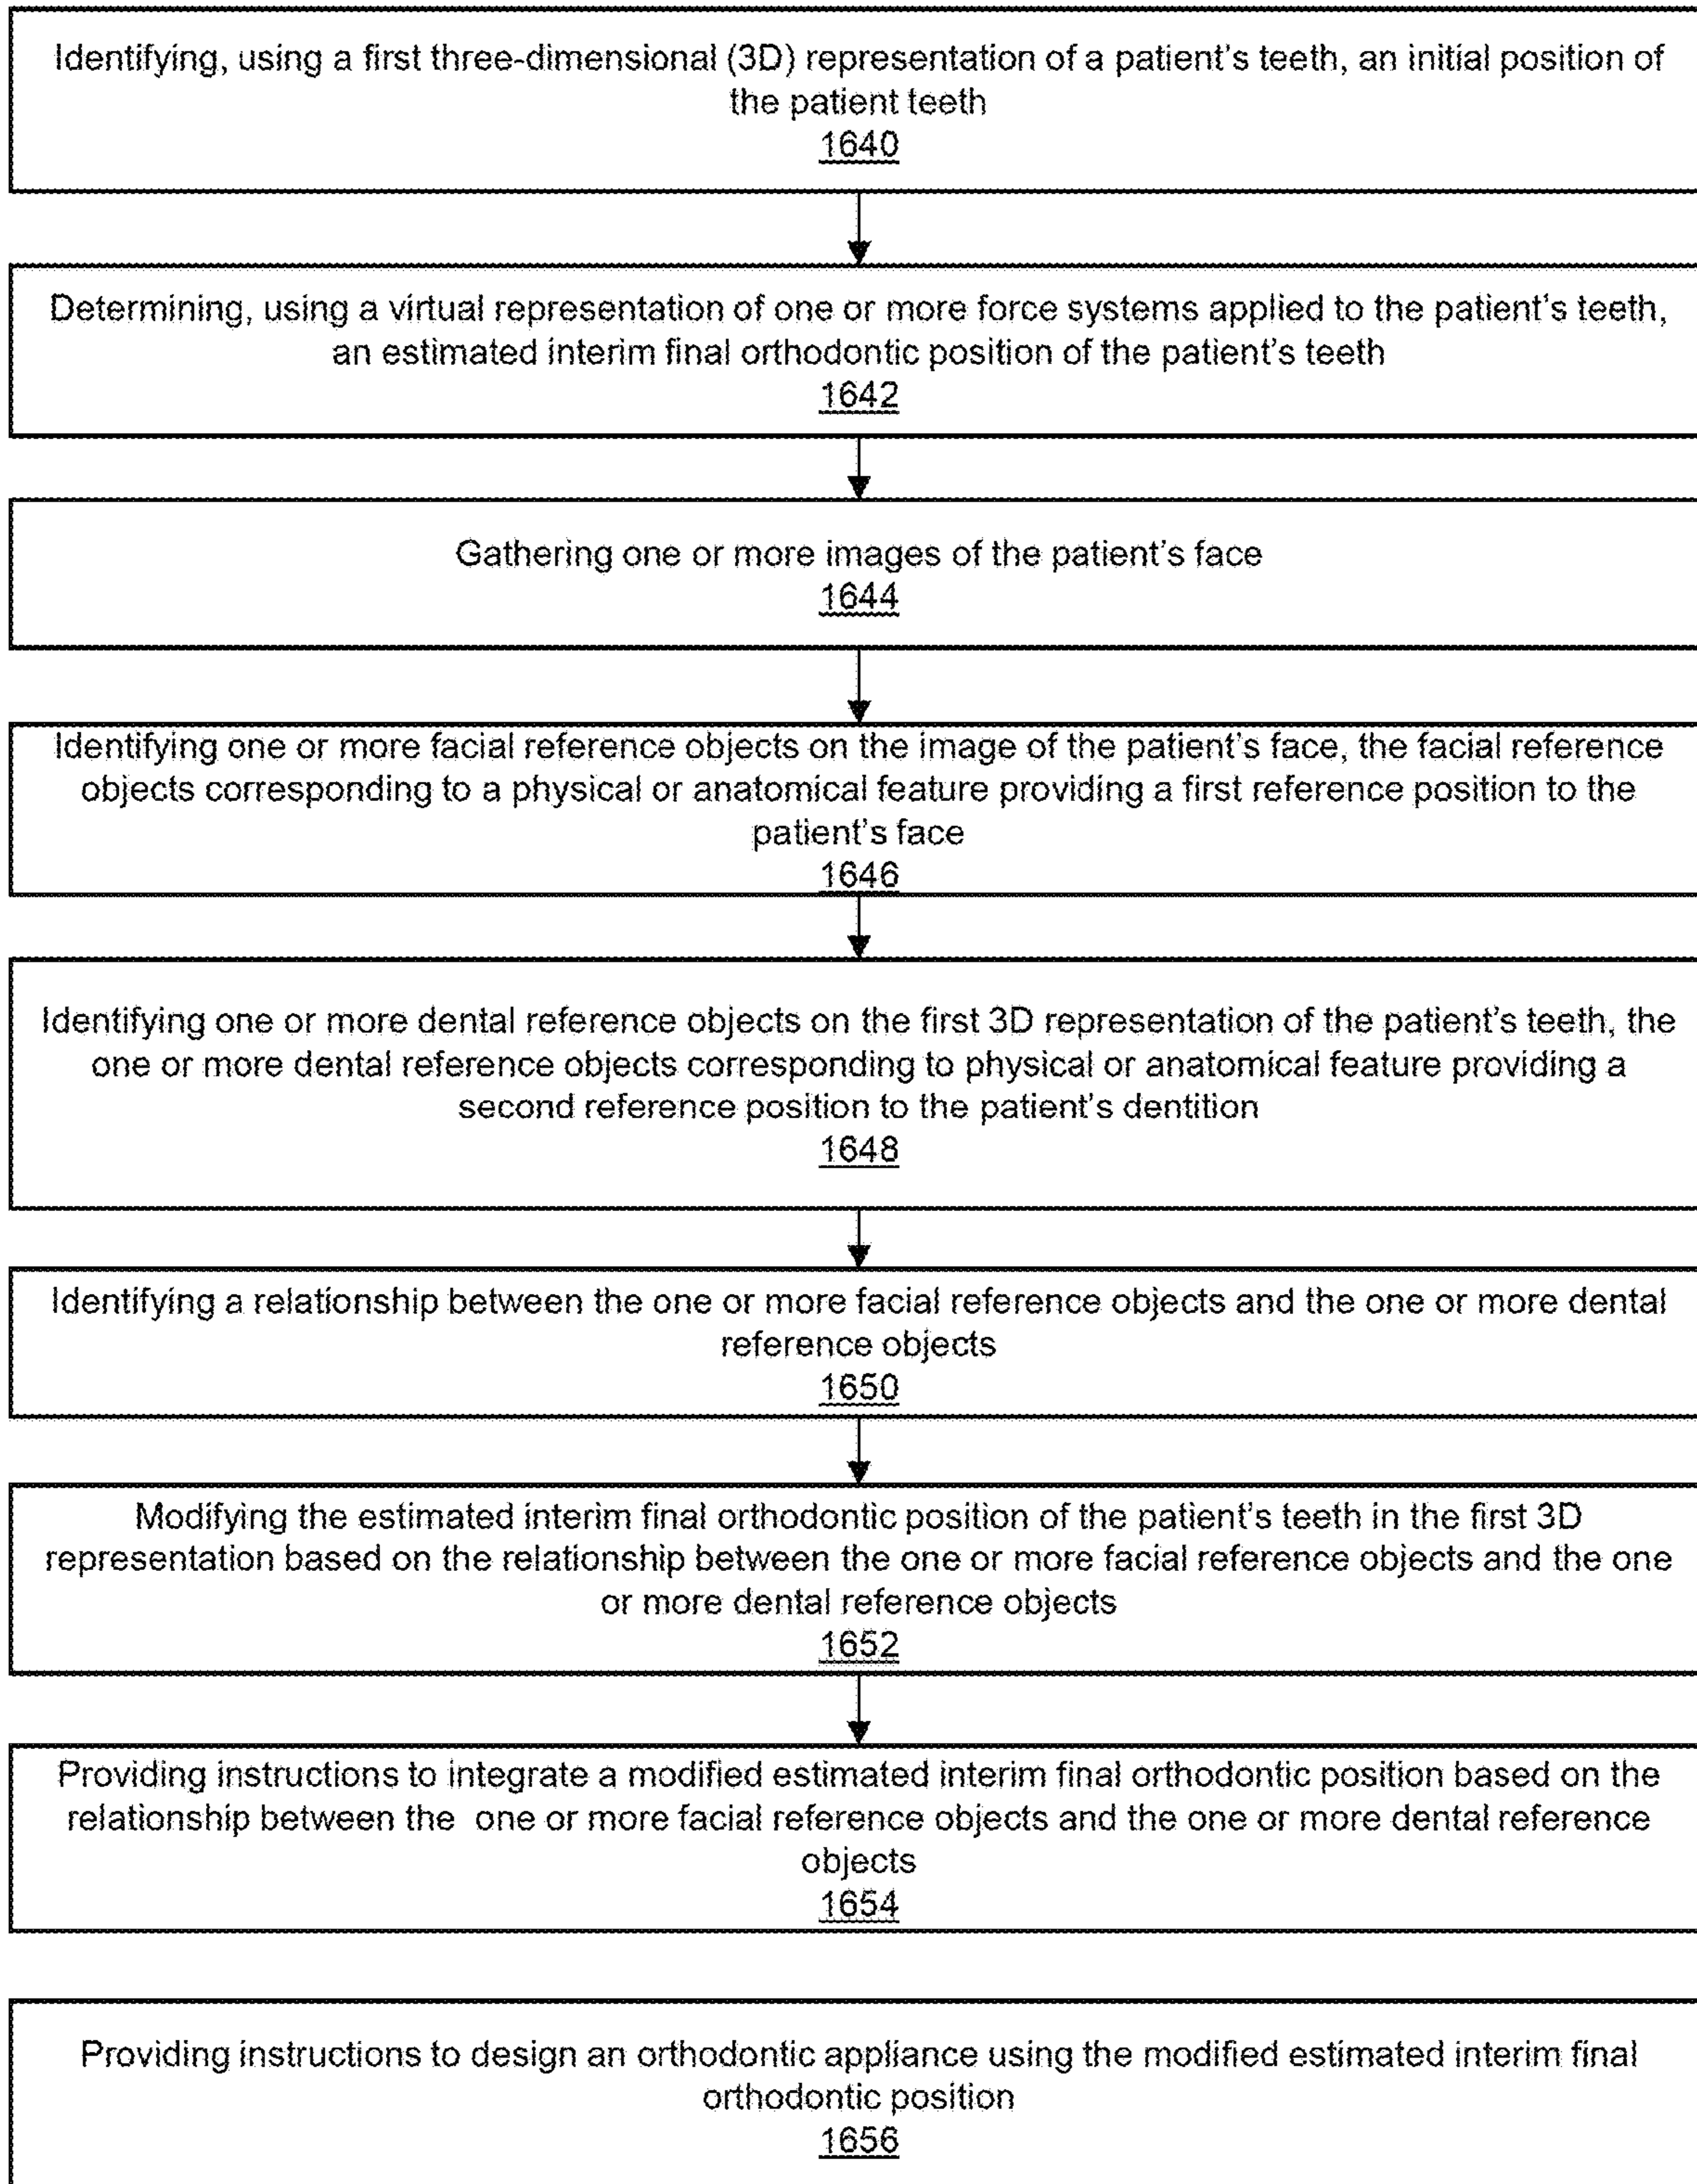 Identifying, using a first three-dimensional (3D) representation of a patient's teeth, an initial position of
the patient teeth
1640
Determining, using a virtual representation of one or more force systems applied to the patient's teeth,
an estimated interim final orthodontic position of the patient's teeth
1642
Gathering one or more images of the patient's face
1644
Identifying one or more facial reference objects on the image of the patient's face, the facial reference
objects corresponding to a physical or anatomical feature providing a first reference position to the
patient's face
1646
Identifying one or more dental reference objects on the first 3D representation of the patient's teeth, the
one or more dental reference objects corresponding to physical or anatomical feature providing a
second reference position to the patient's dentition
1648
Identifying a relationship between the one or more facial reference objects and the one or more dental
reference objects
1650
Modifying the estimated interim final orthodontic position of the patient's teeth in the first 3D
representation based on the relationship between the one or more facial reference objects and the one
or more dental reference objects
1652
Providing instructions to integrate a modified estimated interim final orthodontic position based on the
relationship between the one or more facial reference objects and the one or more dental reference
objects
1654
Providing instructions to design an orthodontic appliance using the modified estimated interim final
orthodontic position
1656